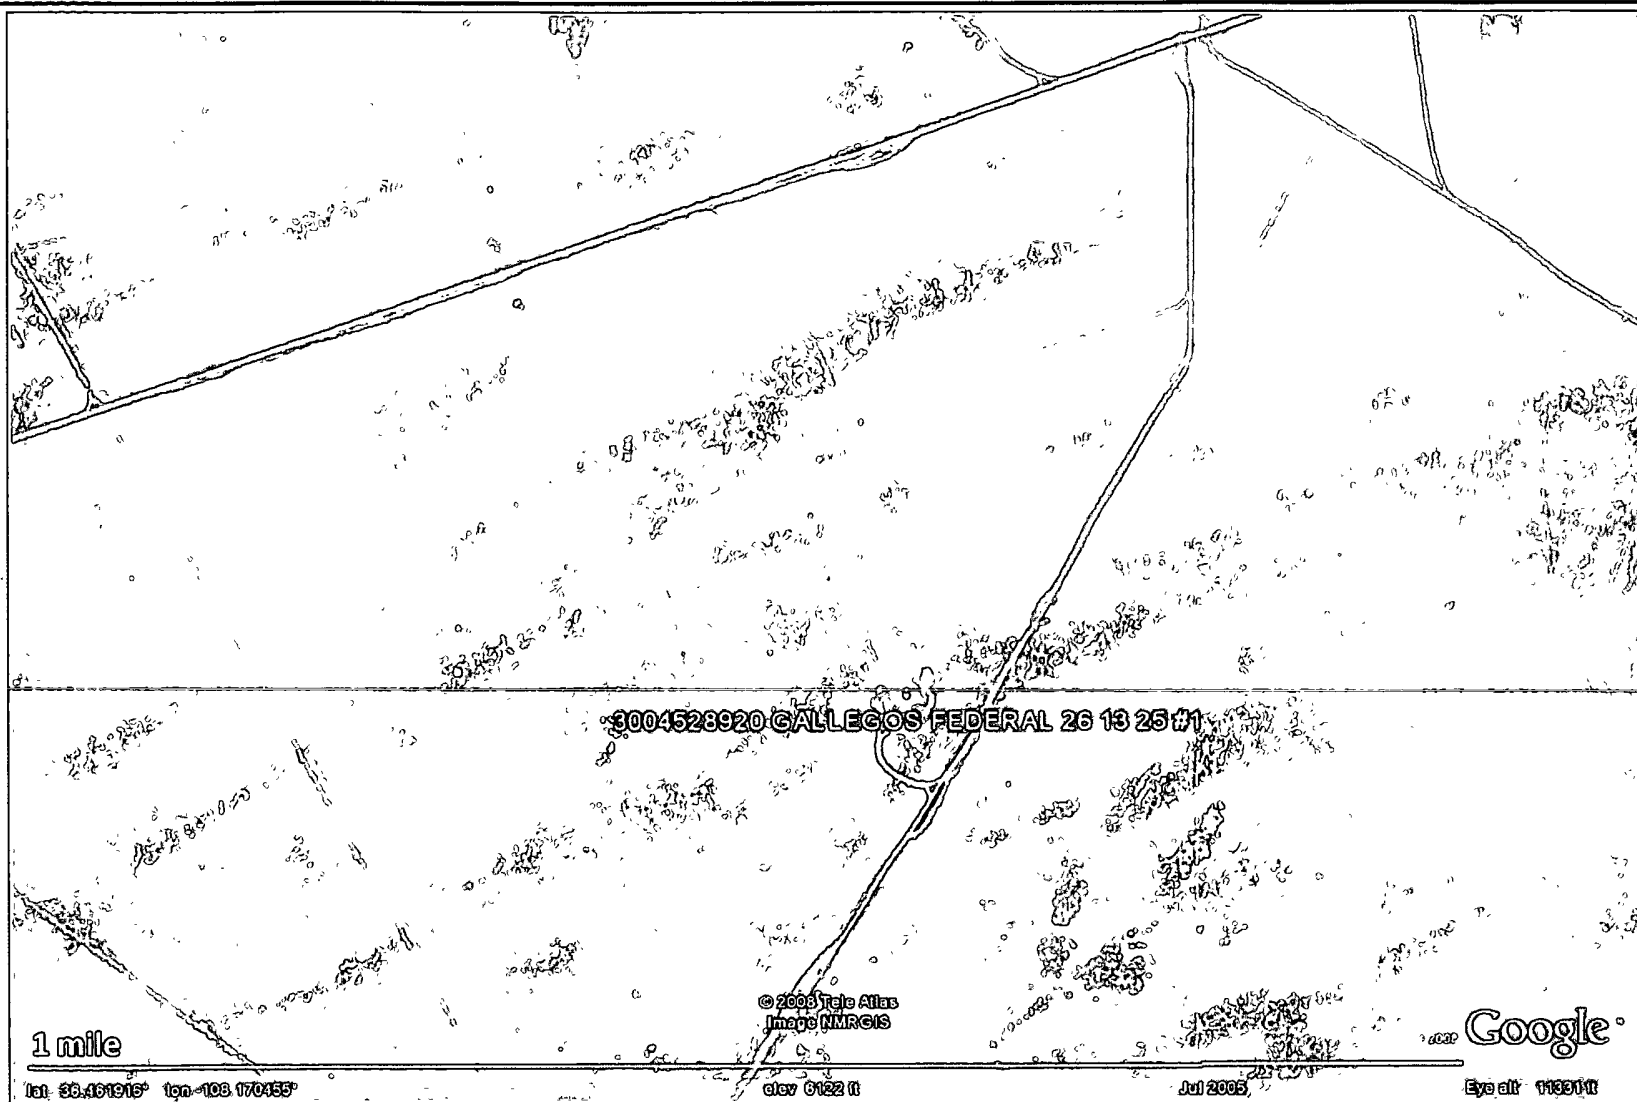 3004528920 GALLEGOS FEDERAL 26 13 25 #1
© 2008 Tele Atlas
Image NMRGIS
1 mile
Google
lat 36.461916° lon -108.170455° elev 6122 ft Jul 2005 Eye alt 11331 ft